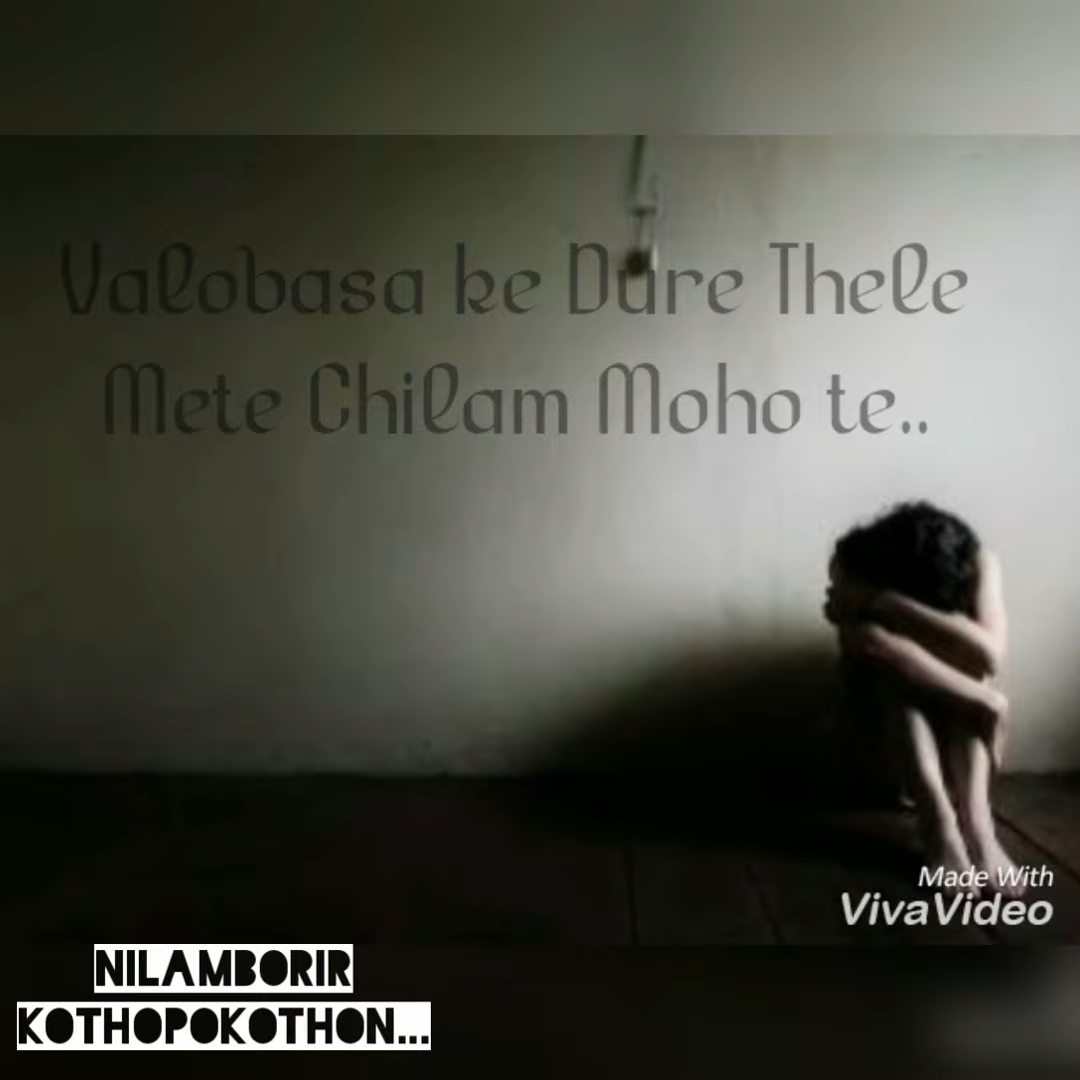 Valobasa ke Dure Thele
Mete Chilam Moho te..
Made With
VivaVideo
NILAMBORIR
KOTHOPOKOTHON...